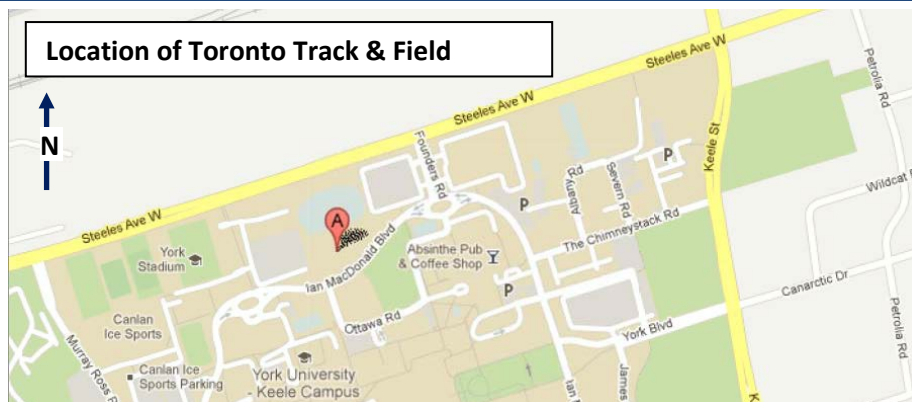 Location of Toronto Track & Field
N
Steeles Ave W
Steeles Ave W
Steeles Ave W
Petrolia Rd
Keele St
Founders Rd
P
Albany Rd
Severn Rd
P
Wildcat
The Chimneystack Rd
A
York
Stadium
Ian MacDonald Blvd
Absinthe Pub
& Coffee Shop
P
Canarctic Dr
Canlan
Ice Sports
Ottawa Rd
York Blvd
Petrolia Rd
Murray Ross
Canlan Ice
Sports Parking
York University
- Keele Campus
Ian
James